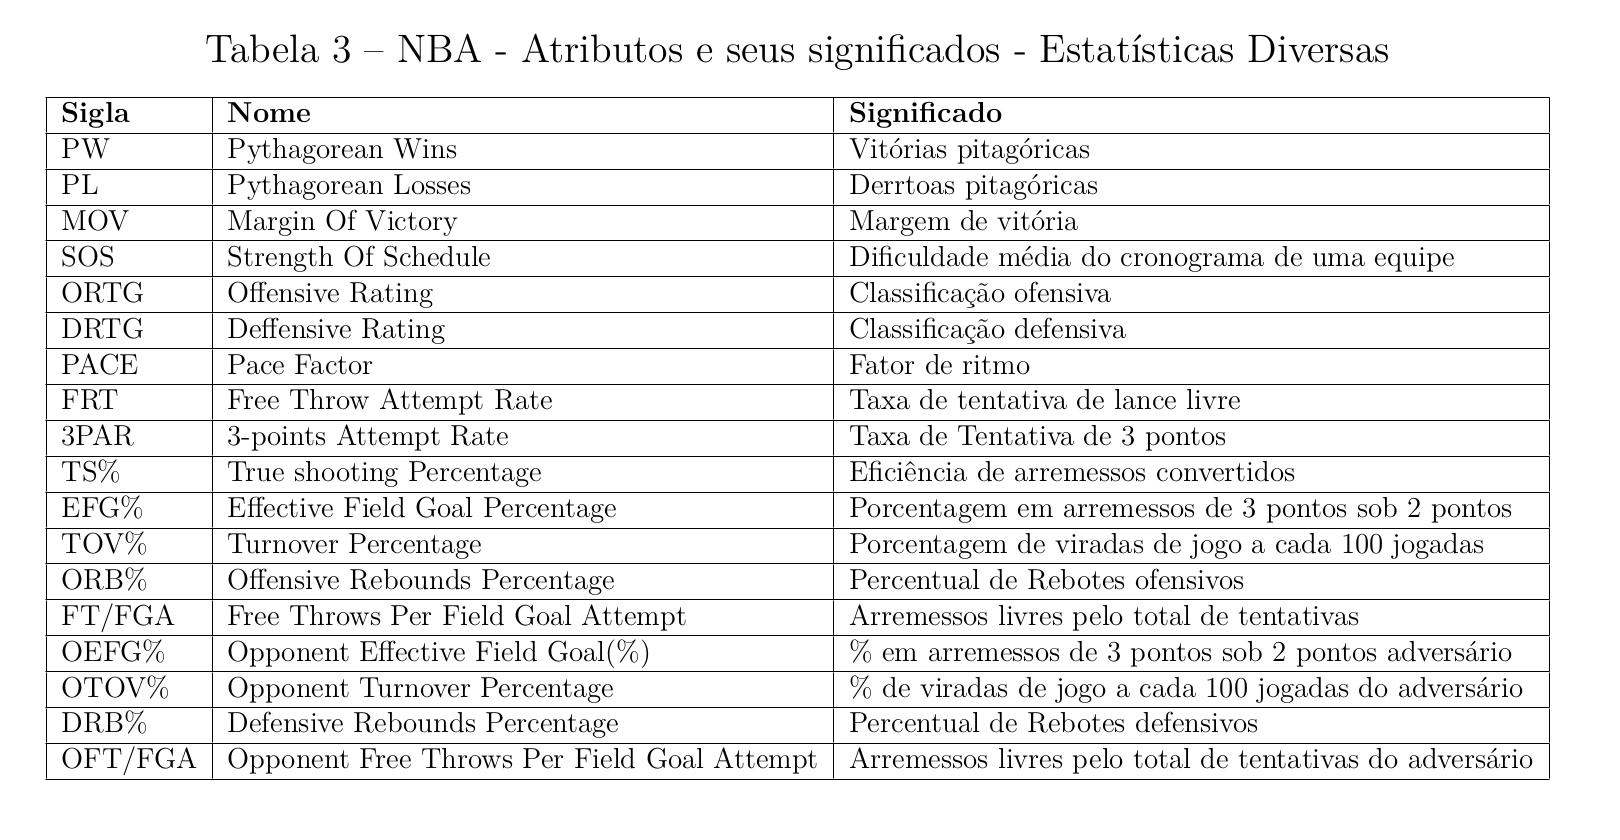 Tabela 3 – NBA - Atributos e seus significados - Estatísticas Diversas
Sigla Nome Significado
PW Pythagorean Wins Vitórias pitagóricas
PL Pythagorean Losses Derrtoas pitagóricas
MOV Margin Of Victory Margem de vitória
SOS Strength Of Schedule Dificuldade média do cronograma de uma equipe
ORTG Offensive Rating Classificação ofensiva
DRTG Deffensive Rating Classificação defensiva
PACE Pace Factor Fator de ritmo
FRT Free Throw Attempt Rate Taxa de tentativa de lance livre
3PAR 3-points Attempt Rate Taxa de Tentativa de 3 pontos
TS% True shooting Percentage Eficiência de arremessos convertidos
EFG% Effective Field Goal Percentage Porcentagem em arremessos de 3 pontos sob 2 pontos
TOV% Turnover Percentage Porcentagem de viradas de jogo a cada 100 jogadas
ORB% Offensive Rebounds Percentage Percentual de Rebotes ofensivos
FT/FGA Free Throws Per Field Goal Attempt Arremessos livres pelo total de tentativas
OEFG% Opponent Effective Field Goal(%) % em arremessos de 3 pontos sob 2 pontos adversário
OTOV% Opponent Turnover Percentage % de viradas de jogo a cada 100 jogadas do adversário
DRB% Defensive Rebounds Percentage Percentual de Rebotes defensivos
OFT/FGA Opponent Free Throws Per Field Goal Attempt Arremessos livres pelo total de tentativas do adversário